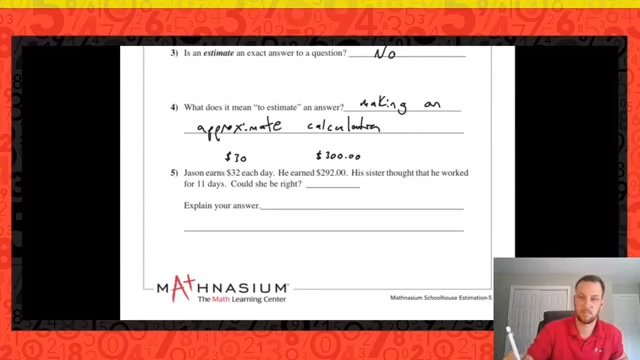 3) Is an estimate an exact answer to a question? No
4) What does it mean "to estimate" an answer? making an
approximate calculation
$30 $300.00
5) Jason earns $32 each day. He earned $292.00. His sister thought that he worked
for 11 days. Could she be right?
Explain your answer.
MATHNASIUM®
The Math Learning Center
Mathnasium Schoolhouse Estimation-5